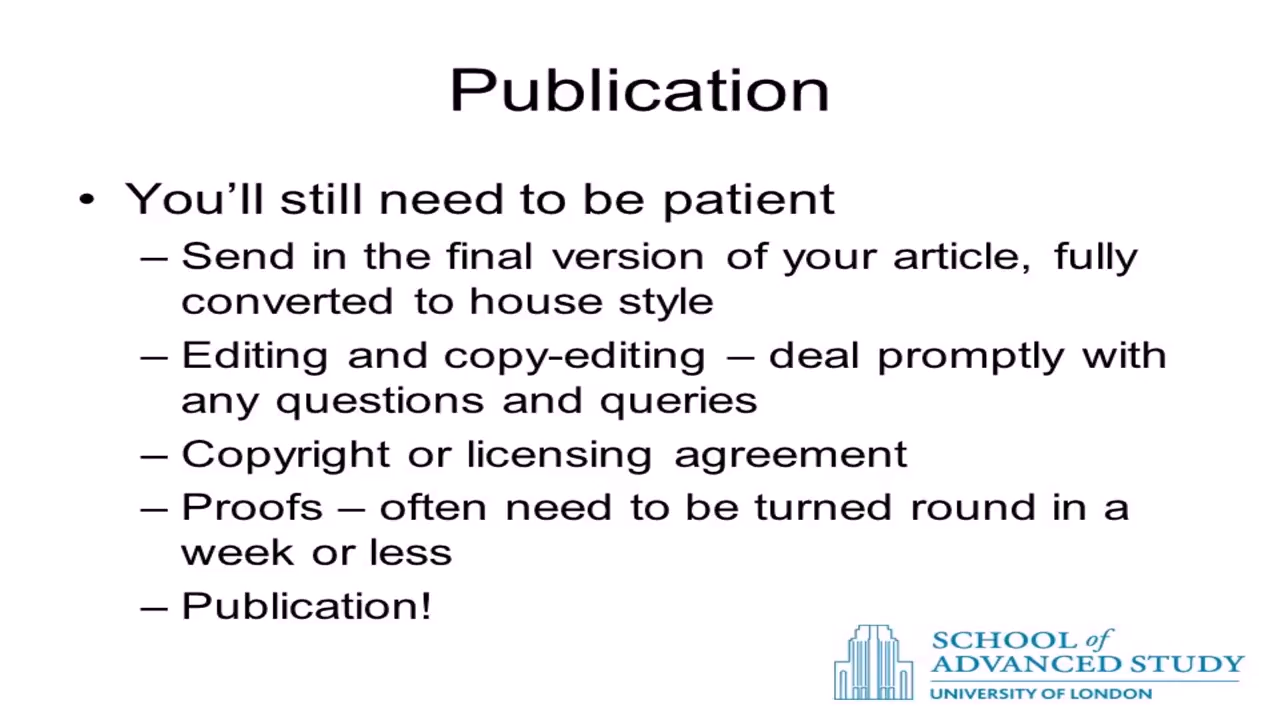 Publication
• You’ll still need to be patient
– Send in the final version of your article, fully
converted to house style
– Editing and copy-editing – deal promptly with
any questions and queries
– Copyright or licensing agreement
– Proofs – often need to be turned round in a
week or less
– Publication!
SCHOOL of
ADVANCED STUDY
UNIVERSITY OF LONDON